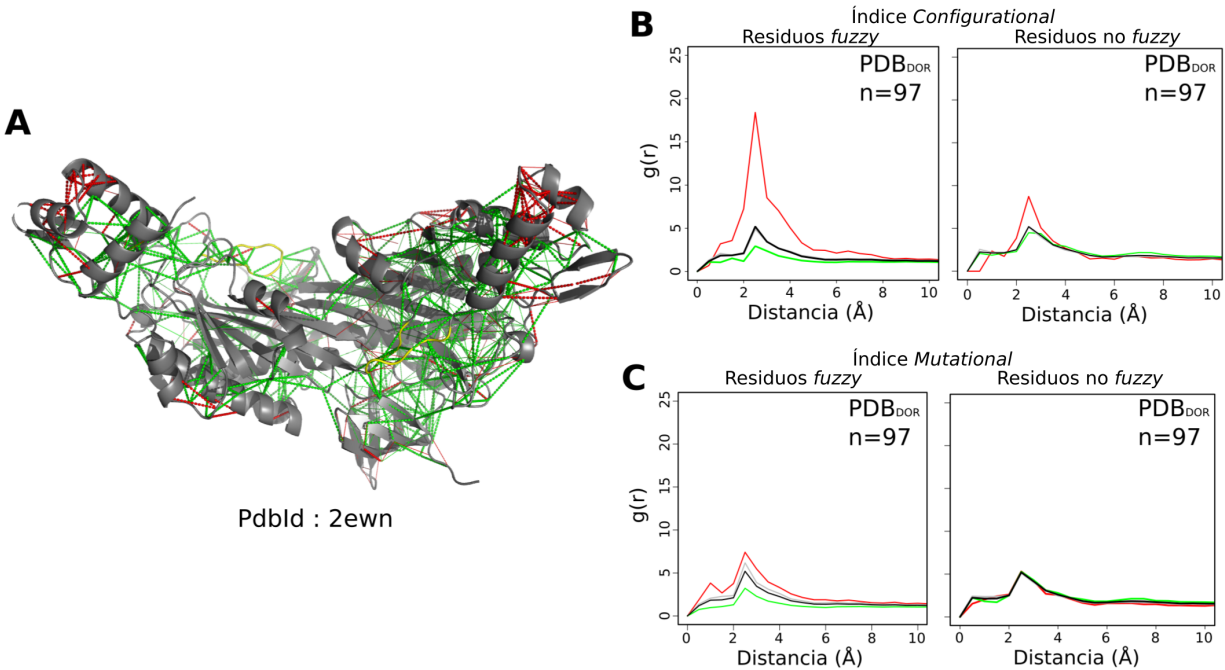 A
PdbId : 2ewn
B
Índice Configurational
Residuos fuzzy
Residuos no fuzzy
PDBDOR
n=97
PDBDOR
n=97
g(r)
25
20
15
10
5
0
0 2 4 6 8 10
0 2 4 6 8 10
Distancia (Å)
Distancia (Å)
C
Índice Mutational
Residuos fuzzy
Residuos no fuzzy
PDBDOR
n=97
PDBDOR
n=97
g(r)
25
20
15
10
5
0
0 2 4 6 8 10
0 2 4 6 8 10
Distancia (Å)
Distancia (Å)